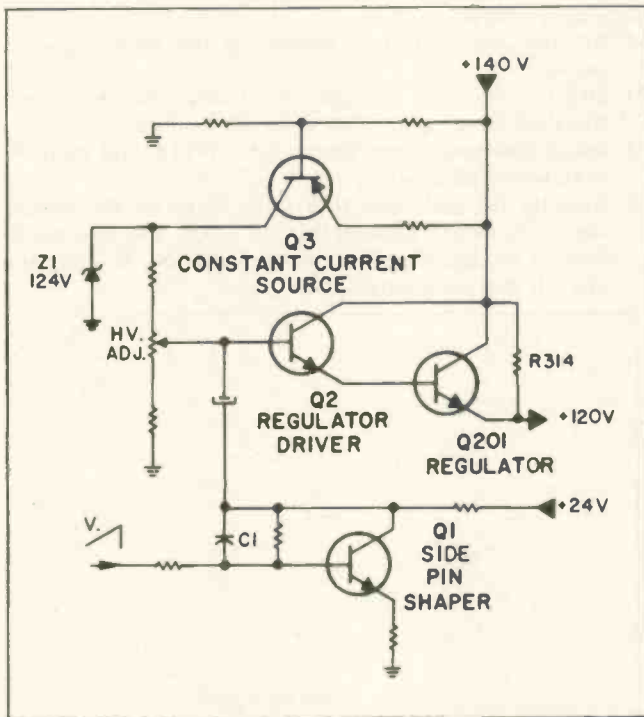 +140 V
Q3
CONSTANT CURRENT
SOURCE
Z1
124V
HV.
ADJ.
Q2
REGULATOR
DRIVER
R314
+120V
Q201
REGULATOR
+24V
V.
C1
Q1
SIDE
PIN
SHAPER